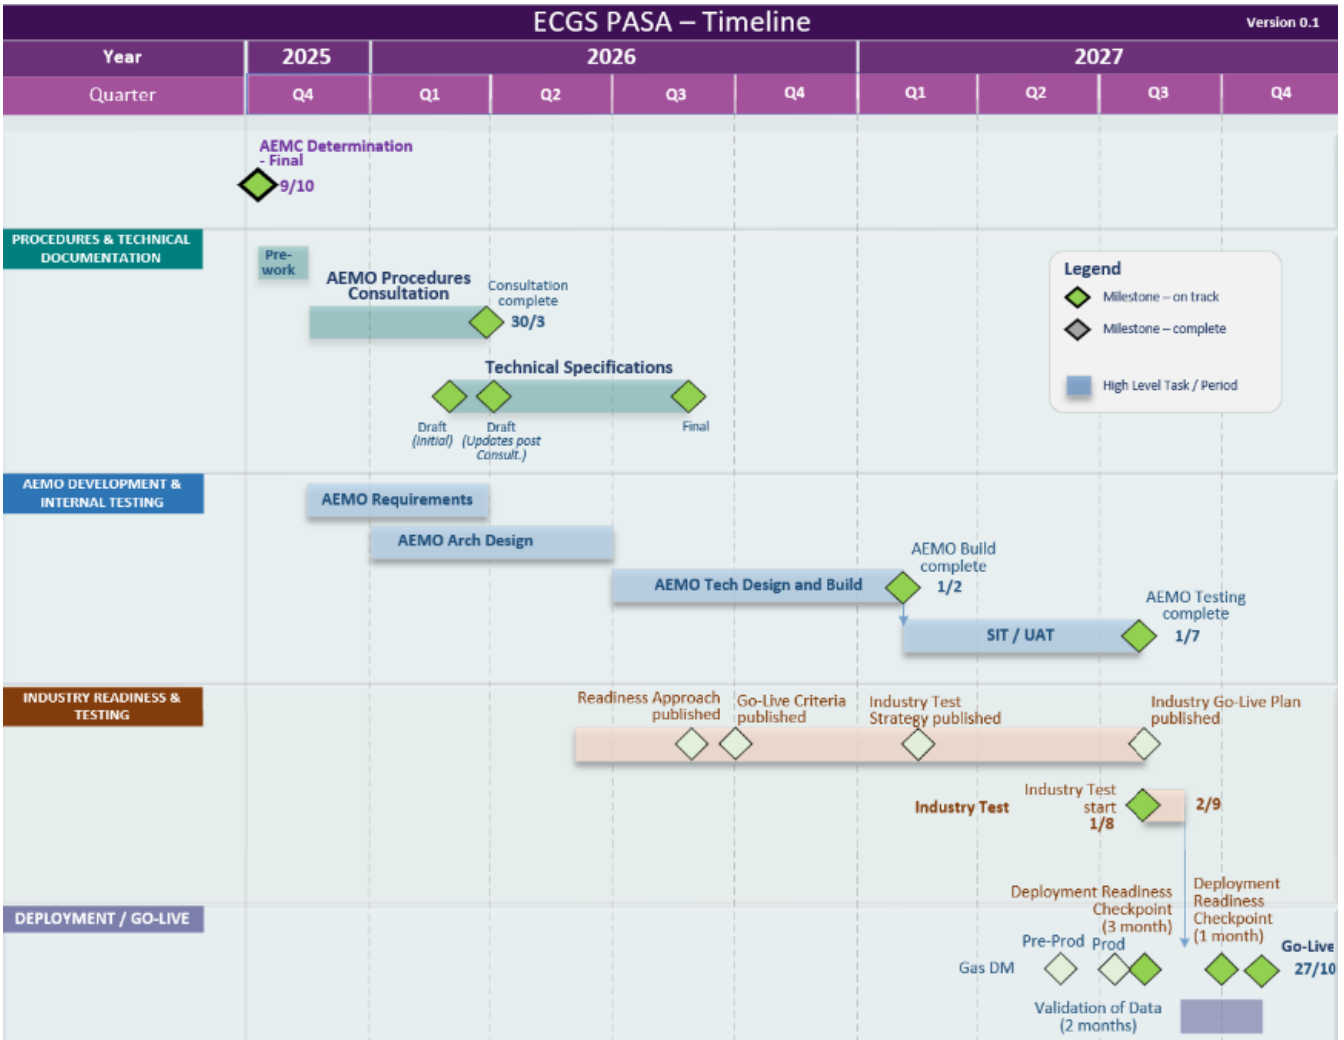 ECGS PASA – Timeline
Version 0.1
Year
2025
2026
2027
Quarter
Q4
Q1
Q2
Q3
Q4
Q1
Q2
Q3
Q4
AEMC Determination
- Final
9/10
PROCEDURES & TECHNICAL
DOCUMENTATION
Pre-
work
AEMO Procedures
Consultation
Consultation
complete
30/3
Technical Specifications
Draft
(Initial)
Draft
(Updates post
Consult.)
Final
Legend
Milestone – on track
Milestone – complete
High Level Task / Period
AEMO DEVELOPMENT &
INTERNAL TESTING
AEMO Requirements
AEMO Arch Design
AEMO Tech Design and Build
AEMO Build
complete
1/2
SIT / UAT
AEMO Testing
complete
1/7
INDUSTRY READINESS &
TESTING
Readiness Approach
published
Go-Live Criteria
published
Industry Test
Strategy published
Industry Go-Live Plan
published
Industry Test
Industry Test
start
1/8
2/9
DEPLOYMENT / GO-LIVE
Deployment Readiness
Checkpoint
(3 month)
Deployment
Readiness
Checkpoint
(1 month)
Gas DM
Pre-Prod
Prod
Go-Live
27/10
Validation of Data
(2 months)